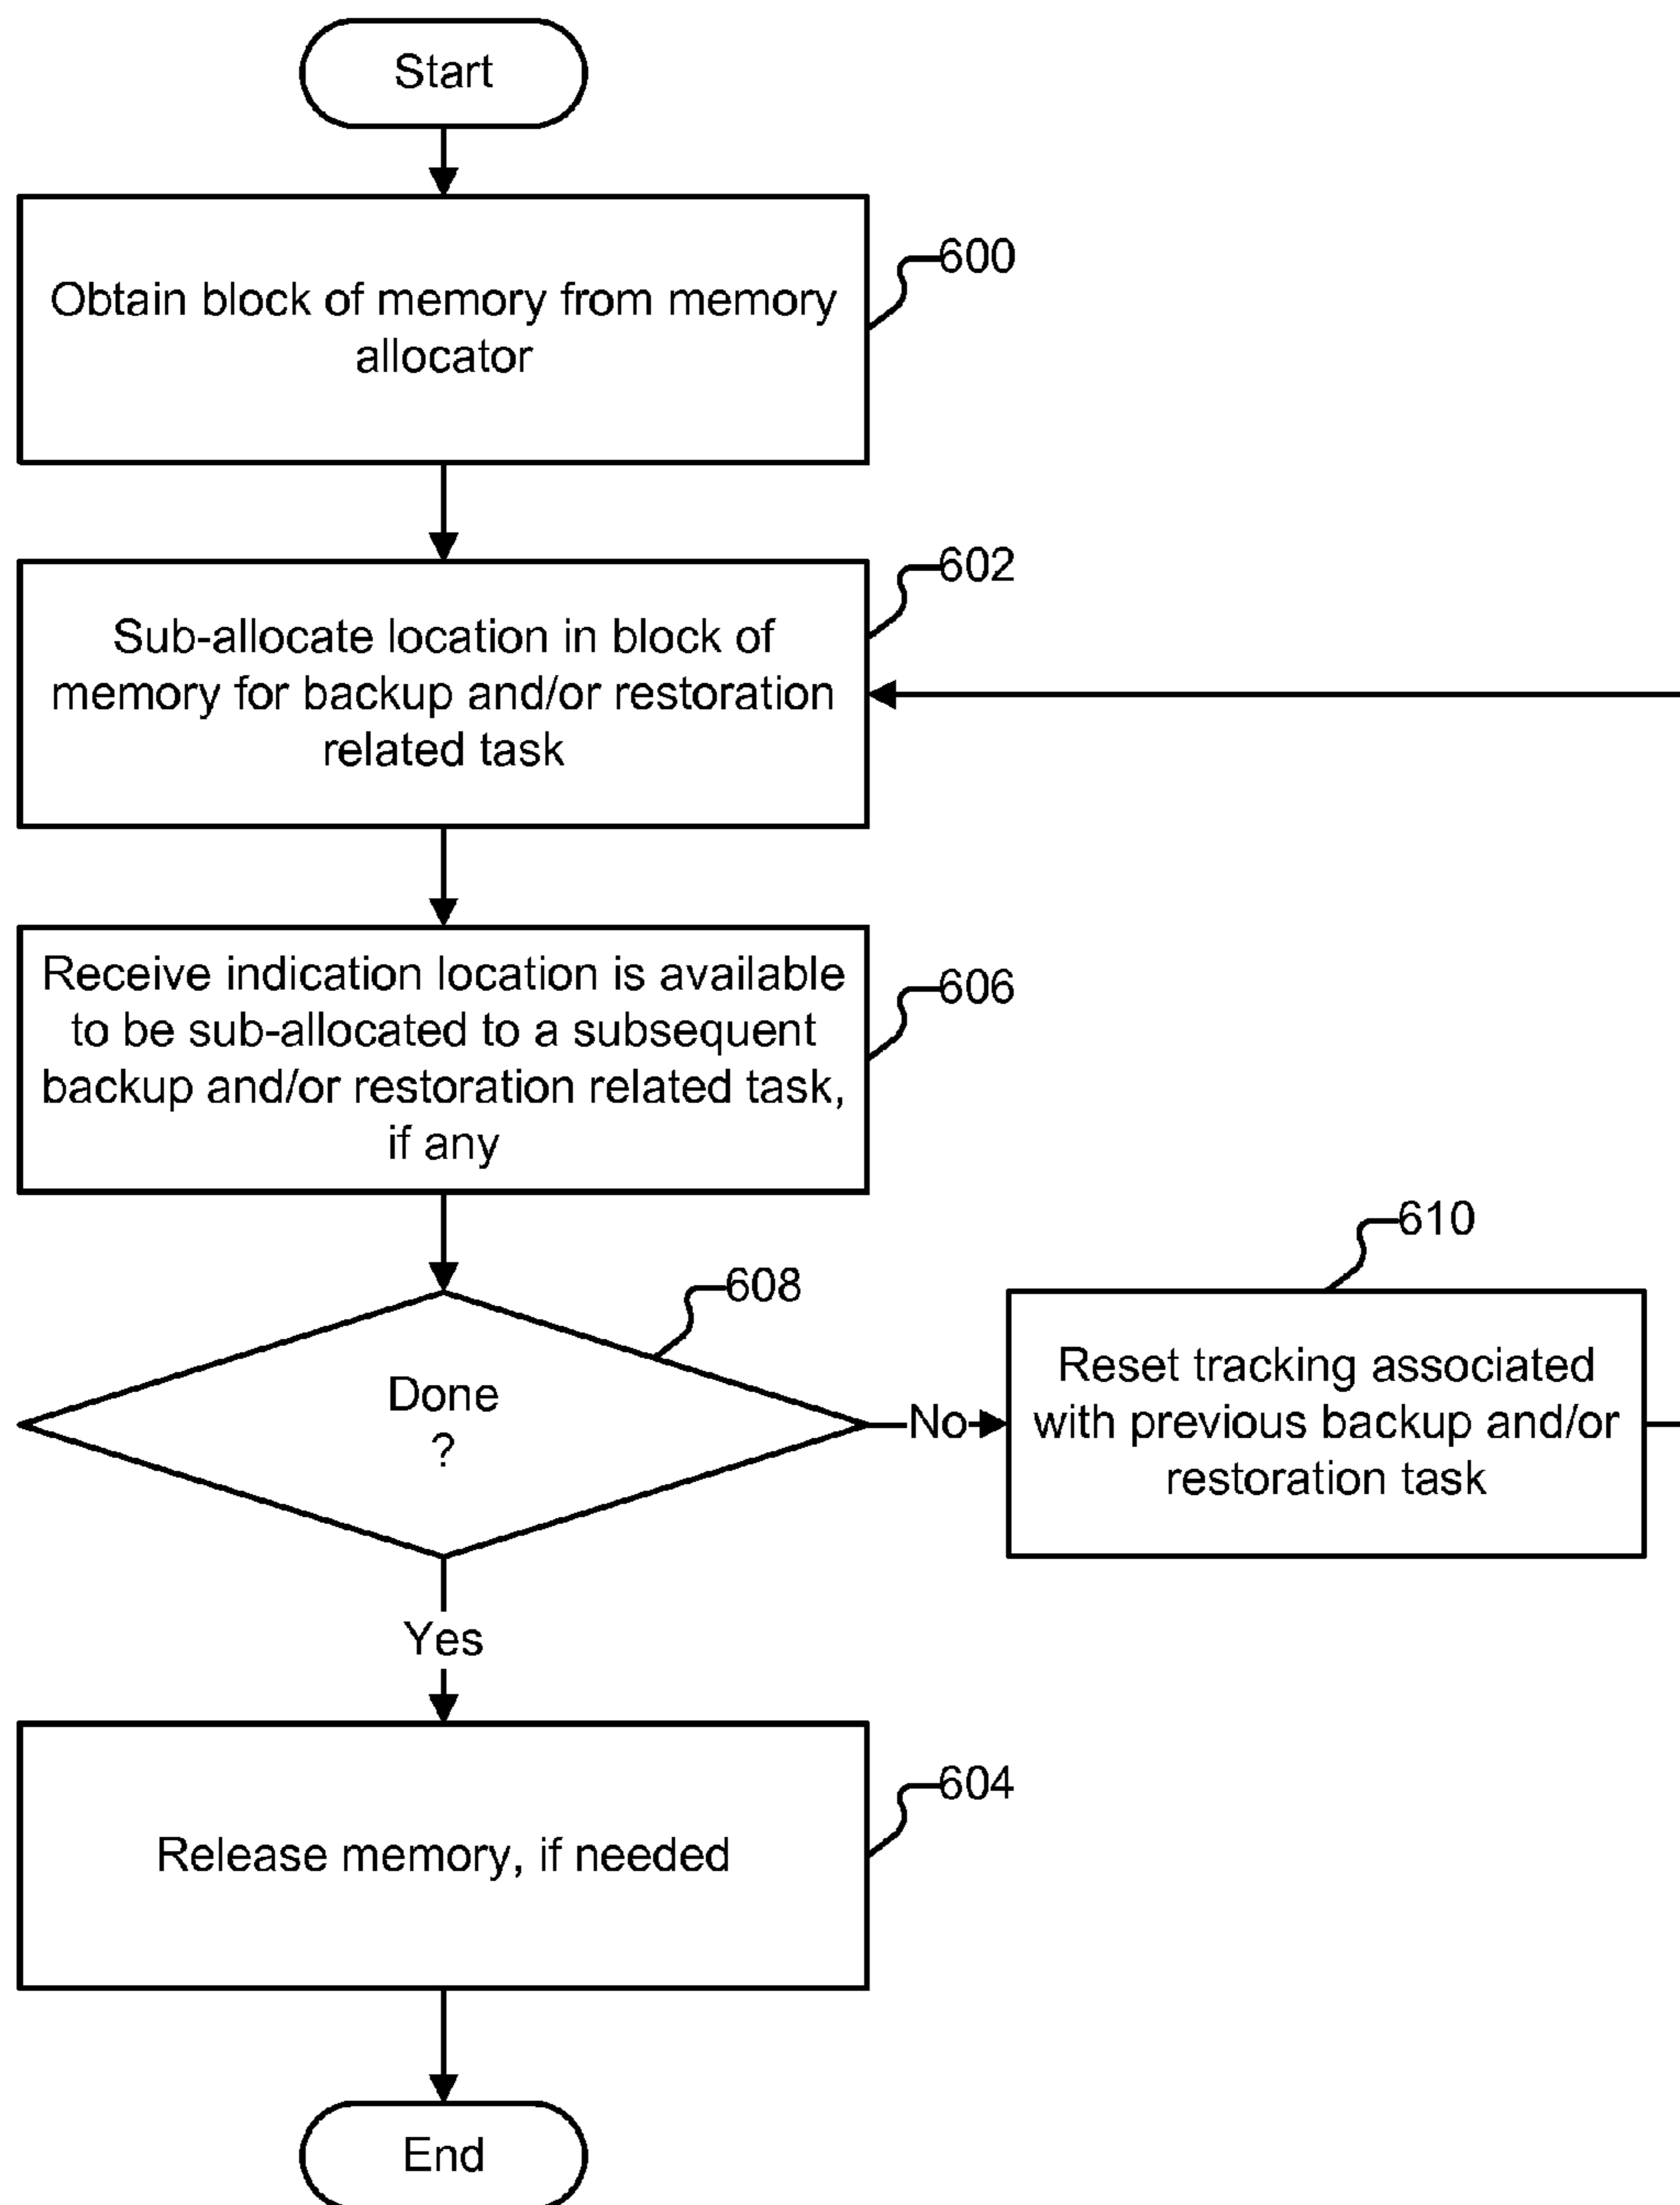 Start
600
Obtain block of memory from memory
allocator
602
Sub-allocate location in block of
memory for backup and/or restoration
related task
606
Receive indication location is available
to be sub-allocated to a subsequent
backup and/or restoration related task,
if any
608
Done
?
No
610
Reset tracking associated
with previous backup and/or
restoration task
Yes
604
Release memory, if needed
End